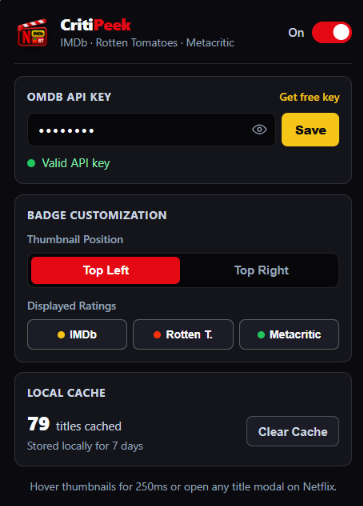 CritiPeek
IMDb · Rotten Tomatoes · Metacritic
On
OMDB API KEY
Get free key
Save
Valid API key
BADGE CUSTOMIZATION
Thumbnail Position
Top Left
Top Right
Displayed Ratings
IMDb
Rotten T.
Metacritic
LOCAL CACHE
79 titles cached
Stored locally for 7 days
Clear Cache
Hover thumbnails for 250ms or open any title modal on Netflix.